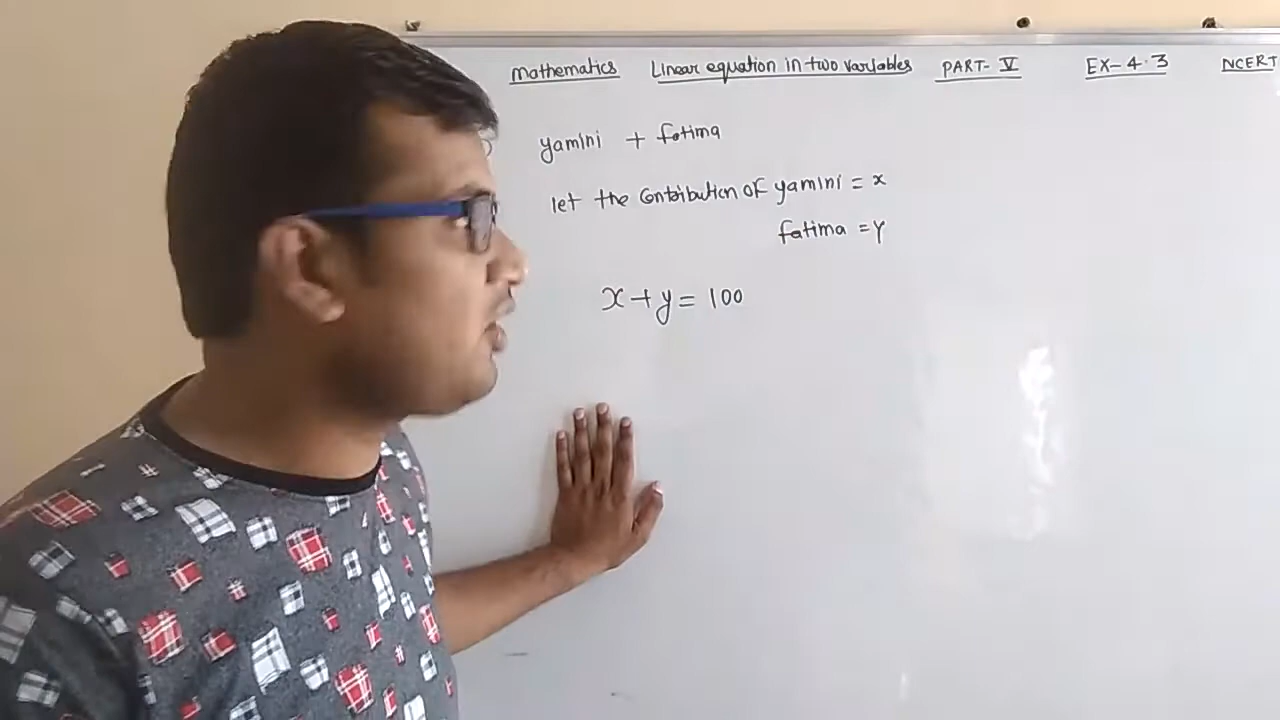 Mathematics Linear equation in two variables PART- V EX- 4.3 NCERT
yamini + fatima
let the Contribution of yamini = x
fatima = y
x + y = 100